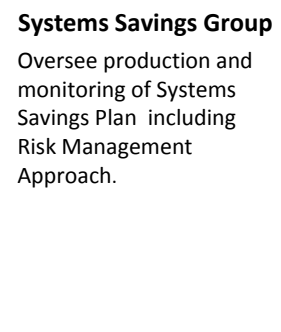 Systems Savings Group
Oversee production and
monitoring of Systems
Savings Plan  including
Risk Management
Approach.